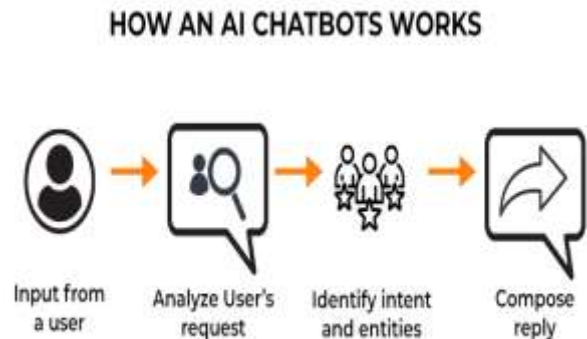 HOW AN AI CHATBOTS WORKS
Input from
a user
Analyze User's
request
Identify intent
and entities
Compose
reply